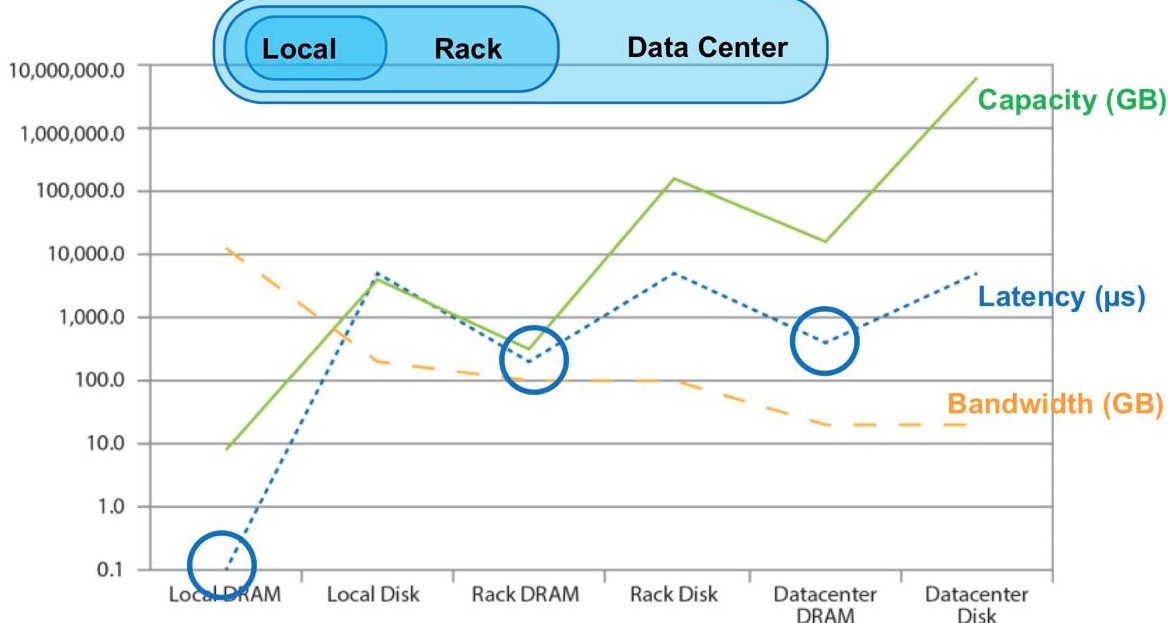 Local Rack Data Center
10,000,000.0
1,000,000.0
100,000.0
10,000.0
1,000.0
100.0
10.0
1.0
0.1
Capacity (GB)
Latency (µs)
Bandwidth (GB)
Local DRAM
Local Disk
Rack DRAM
Rack Disk
Datacenter
DRAM
Datacenter
Disk